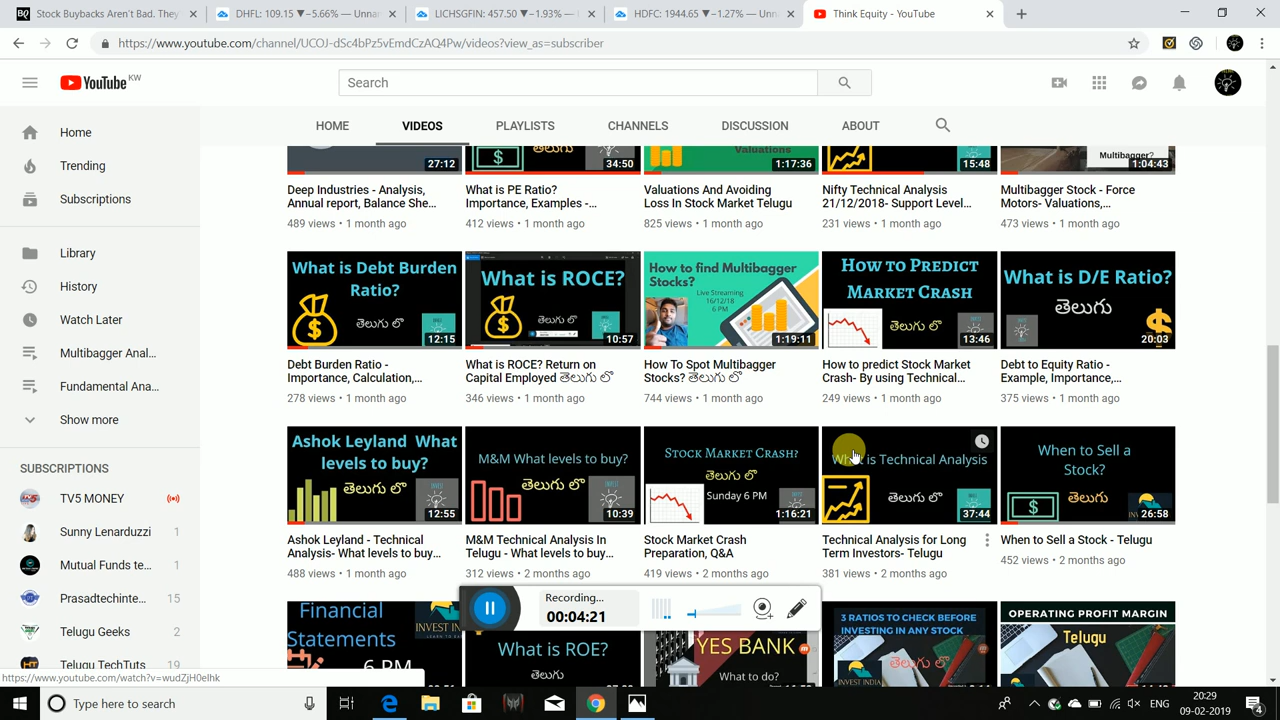 Stock Buybacks Aren't Bad. They
DHFL: 109.15 ▼−5.66% — Unnar
LICHSGFIN: 457.50 ▼−1.93% —
HDFC: 1944.65 ▼−1.27% — Unn
Think Equity - YouTube
https://www.youtube.com/channel/UCOJ-dSc4bPz5vEmdCzAQ4Pw/videos?view_as=subscriber
YouTube KW
Search
HOME
VIDEOS
PLAYLISTS
CHANNELS
DISCUSSION
ABOUT
Home
Trending
Subscriptions
Library
History
Watch Later
Multibagger Anal...
Fundamental Ana...
Show more
SUBSCRIPTIONS
TV5 MONEY
Sunny Lenarduzzi 1
Mutual Funds te... 1
Prasadtechinte... 15
Telugu Geeks 2
Telugu TechTuts 19
27:12
34:50
Valuations
1:17:36
15:48
Multibagger?
1:04:43
Deep Industries - Analysis,
Annual report, Balance She...
489 views • 1 month ago
What is PE Ratio?
Importance, Examples -...
412 views • 1 month ago
Valuations And Avoiding
Loss In Stock Market Telugu
825 views • 1 month ago
Nifty Technical Analysis
21/12/2018- Support Level...
231 views • 1 month ago
Multibagger Stock - Force
Motors- Valuations,...
473 views • 1 month ago
What is Debt Burden
Ratio?
తెలుగు లొ
12:15
What is ROCE?
తెలుగు లొ
10:57
How to find Multibagger
Stocks?
Live Streaming
16/12/18
6 PM
1:19:11
How to Predict
Market Crash
తెలుగు లొ
13:46
What is D/E Ratio?
తెలుగు
20:03
Debt Burden Ratio -
Importance, Calculation,...
278 views • 1 month ago
What is ROCE? Return on
Capital Employed తెలుగు లొ
346 views • 1 month ago
How To Spot Multibagger
Stocks? తెలుగు లొ
744 views • 1 month ago
How to predict Stock Market
Crash- By using Technical...
249 views • 1 month ago
Debt to Equity Ratio -
Example, Importance,...
375 views • 1 month ago
Ashok Leyland What
levels to buy?
తెలుగు లొ
12:55
M&M What levels to buy?
తెలుగు లొ
10:39
Stock Market Crash?
తెలుగు లొ
Sunday 6 PM
1:16:21
What is Technical Analysis
తెలుగు లొ
37:44
When to Sell a
Stock?
తెలుగు
26:58
Ashok Leyland - Technical
Analysis- What levels to buy...
488 views • 1 month ago
M&M Technical Analysis In
Telugu - What levels to buy...
312 views • 2 months ago
Stock Market Crash
Preparation, Q&A
419 views • 2 months ago
Technical Analysis for Long
Term Investors- Telugu
381 views • 2 months ago
When to Sell a Stock - Telugu
452 views • 2 months ago
Recording...
00:04:21
Financial
Statements
6 PM
INVEST IN
What is ROE?
తెలుగు
YES BANK
What to do?
3 RATIOS TO CHECK BEFORE
INVESTING IN ANY STOCK
తెలుగు లో
OPERATING PROFIT MARGIN
Telugu
https://www.youtube.com/watch?v=wudZjH0elhk
Type here to search
ENG
20:29
09-02-2019
4